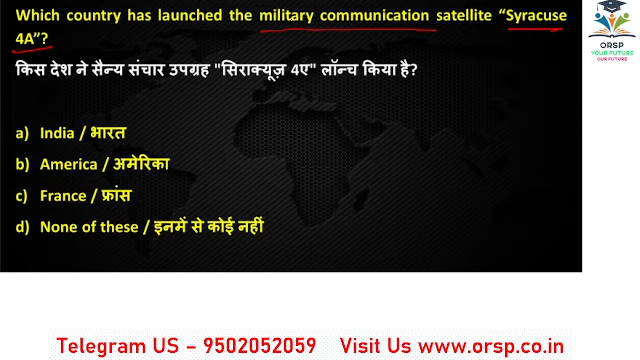 Which country has launched the military communication satellite “Syracuse
4A”?
किस देश ने सैन्य संचार उपग्रह "सिराक्यूज़ 4ए" लॉन्च किया है?
a) India / भारत
b) America / अमेरिका
c) France / फ्रांस
d) None of these / इनमें से कोई नहीं
ORSP
YOUR FUTURE
OUR FUTURE
Telegram US – 9502052059 Visit Us www.orsp.co.in